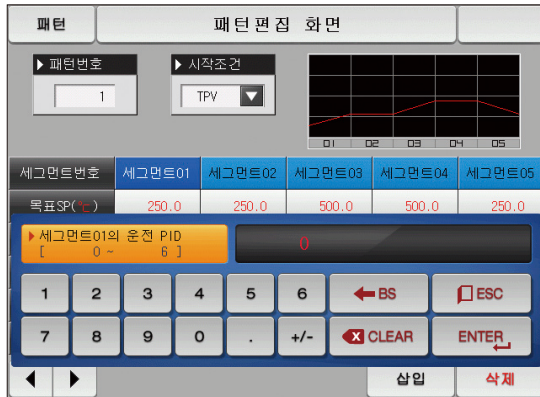 패턴
패턴편집 화면
▶ 패턴번호
1
▶ 시작조건
TPV
01 02 03 04 05
세그먼트번호 세그먼트01 세그먼트02 세그먼트03 세그먼트04 세그먼트05
목표SP(℃) 250.0 250.0 500.0 500.0 250.0
▶ 세그먼트01의 운전 PID
[ 0 ~ 6 ]
0
1 2 3 4 5 6 BS ESC
7 8 9 0 . +/- CLEAR ENTER
삽입 삭제